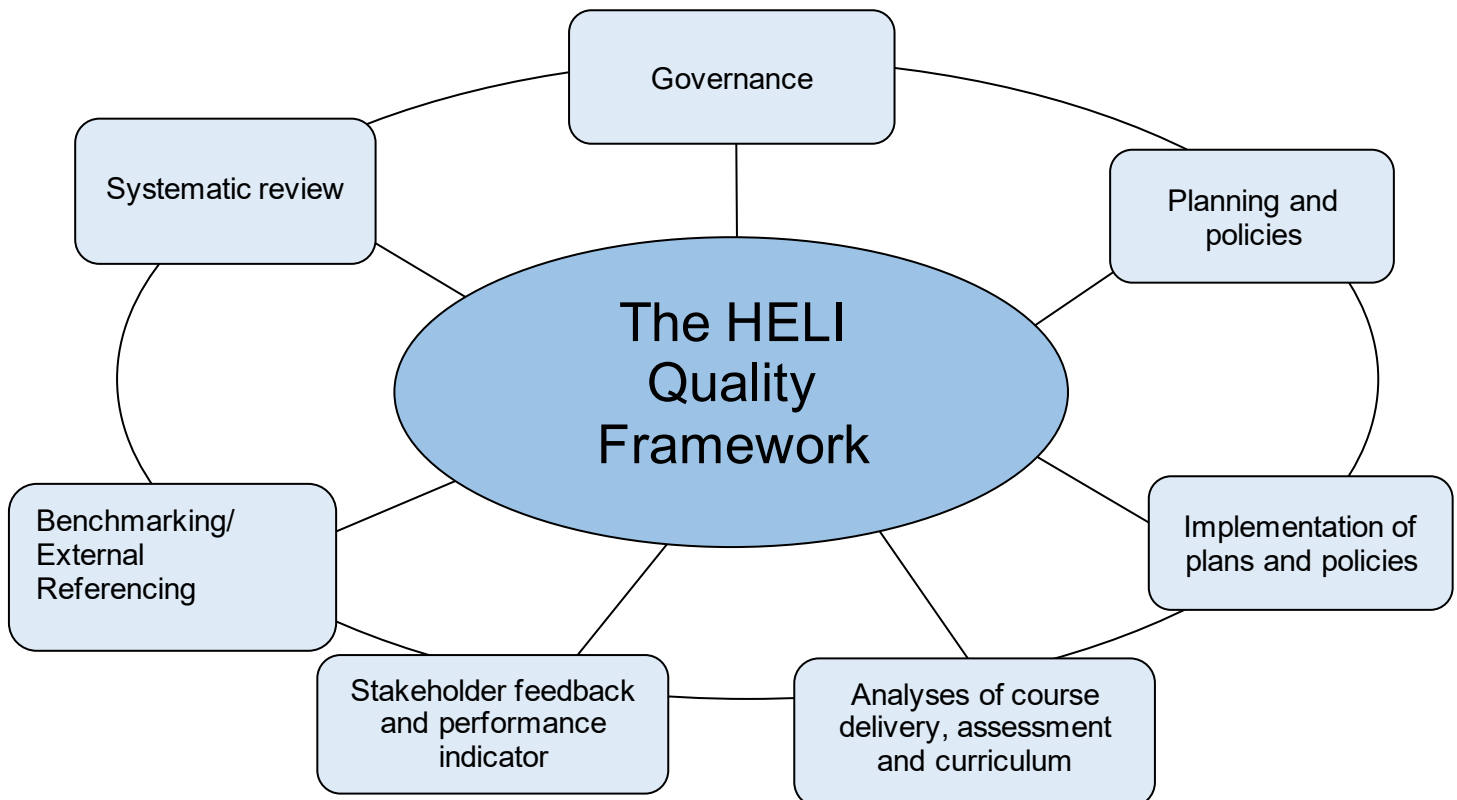 Governance
Systematic review
Planning and
policies
The HELI
Quality
Framework
Benchmarking/
External
Referencing
Implementation of
plans and policies
Stakeholder feedback
and performance
indicator
Analyses of course
delivery, assessment
and curriculum